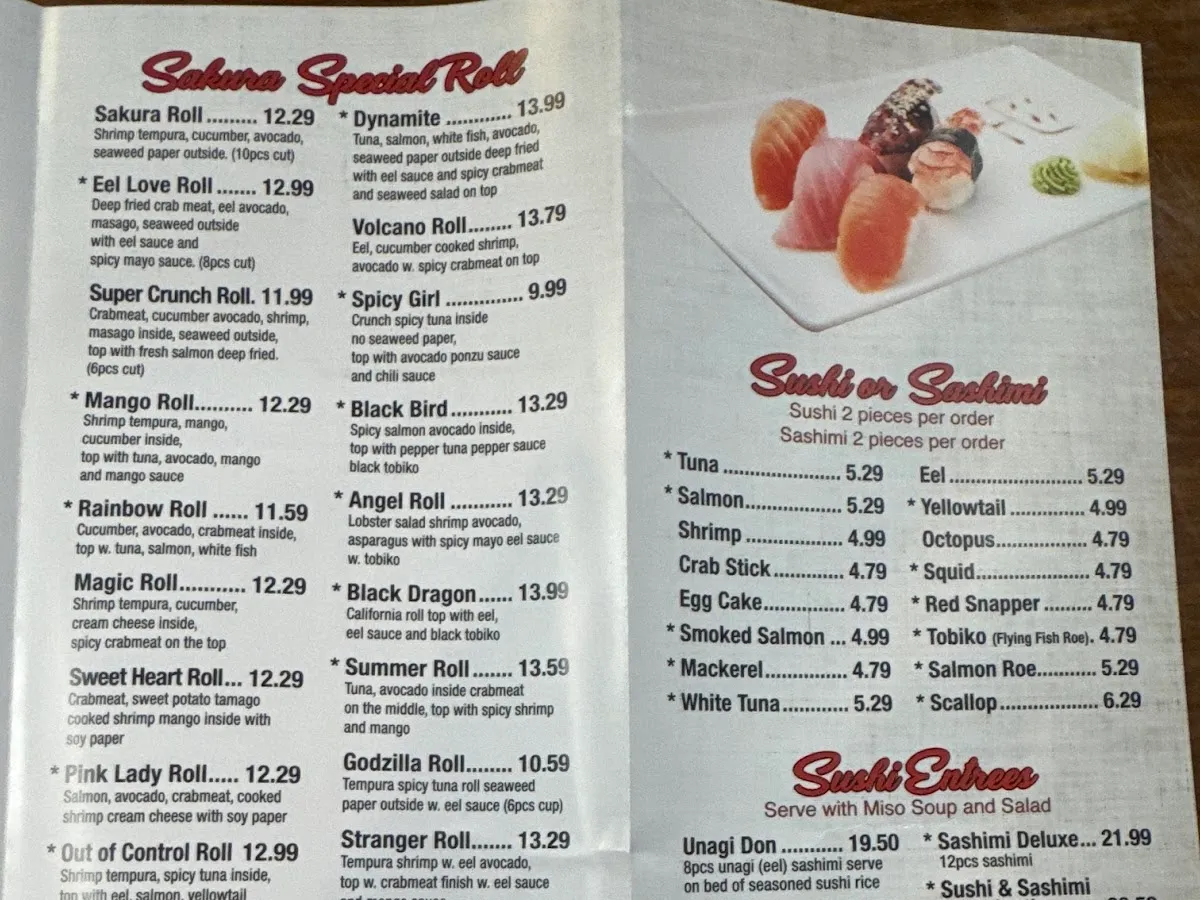 Sakura Special Roll
Sakura Roll ......... 12.29
Shrimp tempura, cucumber, avocado,
seaweed paper outside. (10pcs cut)
* Eel Love Roll ....... 12.99
Deep fried crab meat, eel avocado,
masago, seaweed outside
with eel sauce and
spicy mayo sauce. (8pcs cut)
Super Crunch Roll. 11.99
Crabmeat, cucumber avocado, shrimp,
masago inside, seaweed outside,
top with fresh salmon deep fried.
(6pcs cut)
* Mango Roll.......... 12.29
Shrimp tempura, mango,
cucumber inside,
top with tuna, avocado, mango
and mango sauce
* Rainbow Roll ...... 11.59
Cucumber, avocado, crabmeat inside,
top w. tuna, salmon, white fish
Magic Roll........... 12.29
Shrimp tempura, cucumber,
cream cheese inside,
spicy crabmeat on the top
Sweet Heart Roll... 12.29
Crabmeat, sweet potato tamago
cooked shrimp mango inside with
soy paper
* Pink Lady Roll..... 12.29
Salmon, avocado, crabmeat, cooked
shrimp cream cheese with soy paper
* Out of Control Roll 12.99
Shrimp tempura, spicy tuna inside,
top with eel, salmon, yellowtail
* Dynamite ............ 13.99
Tuna, salmon, white fish, avocado,
seaweed paper outside deep fried
with eel sauce and spicy crabmeat
and seaweed salad on top
Volcano Roll........ 13.79
Eel, cucumber cooked shrimp,
avocado w. spicy crabmeat on top
* Spicy Girl .............. 9.99
Crunch spicy tuna inside
no seaweed paper,
top with avocado ponzu sauce
and chili sauce
* Black Bird ........... 13.29
Spicy salmon avocado inside,
top with pepper tuna pepper sauce
black tobiko
* Angel Roll ........... 13.29
Lobster salad shrimp avocado,
asparagus with spicy mayo eel sauce
w. tobiko
* Black Dragon...... 13.99
California roll top with eel,
eel sauce and black tobiko
* Summer Roll ....... 13.59
Tuna, avocado inside crabmeat
on the middle, top with spicy shrimp
and mango
Godzilla Roll........ 10.59
Tempura spicy tuna roll seaweed
paper outside w. eel sauce (6pcs cup)
Stranger Roll....... 13.29
Tempura shrimp w. eel avocado,
top w. crabmeat finish w. eel sauce
and mango sauce
Sushi or Sashimi
Sushi 2 pieces per order
Sashimi 2 pieces per order
* Tuna ...................... 5.29
* Salmon.................. 5.29
Shrimp .................. 4.99
Crab Stick............. 4.79
Egg Cake............... 4.79
* Smoked Salmon ... 4.99
* Mackerel............... 4.79
* White Tuna............ 5.29
Eel......................... 5.29
* Yellowtail .............. 4.99
Octopus................. 4.79
* Squid..................... 4.79
* Red Snapper ......... 4.79
* Tobiko (Flying Fish Roe). 4.79
* Salmon Roe........... 5.29
* Scallop.................. 6.29
Sushi Entrees
Serve with Miso Soup and Salad
Unagi Don ........... 19.50
8pcs unagi (eel) sashimi serve
on bed of seasoned sushi rice
* Sashimi Deluxe... 21.99
12pcs sashimi
* Sushi & Sashimi